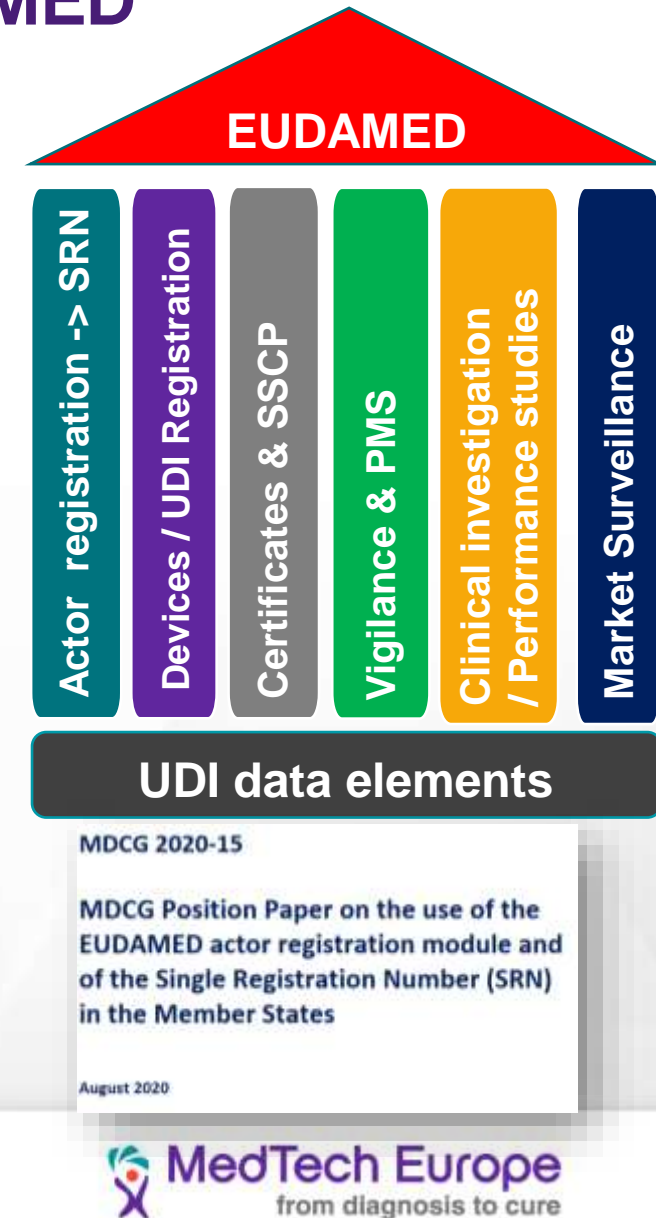 EUDAMED
Actor registration -> SRN
Devices / UDI Registration
Certificates & SSCP
Vigilance & PMS
Clinical investigation
/ Performance studies
Market Surveillance
UDI data elements
MDCG 2020-15
MDCG Position Paper on the use of the
EUDAMED actor registration module and
of the Single Registration Number (SRN)
in the Member States
August 2020
MedTech Europe
from diagnosis to cure